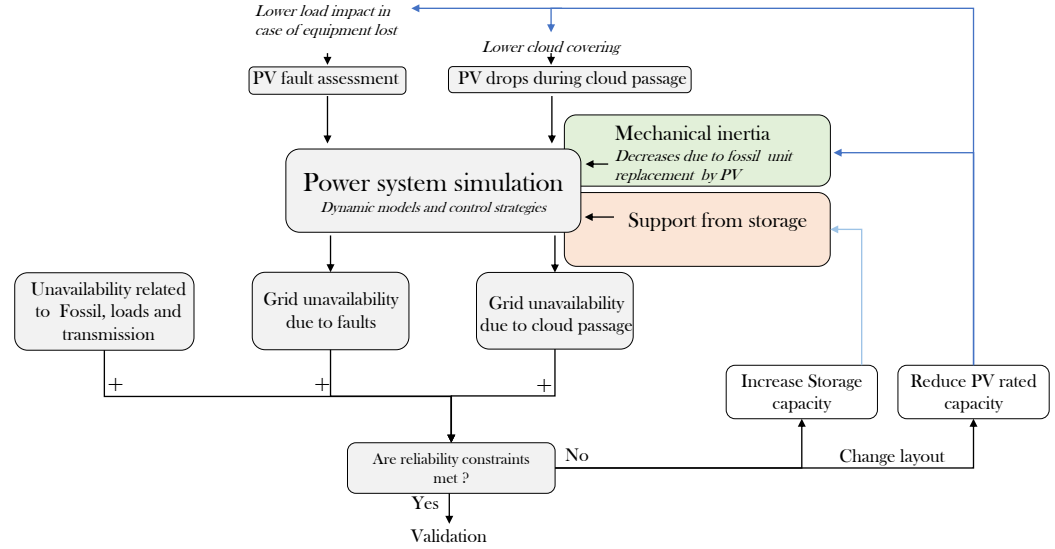 Lower load impact in
case of equipment lost
Lower cloud covering
PV fault assessment
PV drops during cloud passage
Mechanical inertia
Decreases due to fossil unit
replacement by PV
Power system simulation
Dynamic models and control strategies
Support from storage
Unavailability related
to Fossil, loads and
transmission
Grid unavailability
due to faults
Grid unavailability
due to cloud passage
+
+
+
Increase Storage
capacity
Reduce PV rated
capacity
Are reliability constraints
met ?
No
Change layout
Yes
Validation